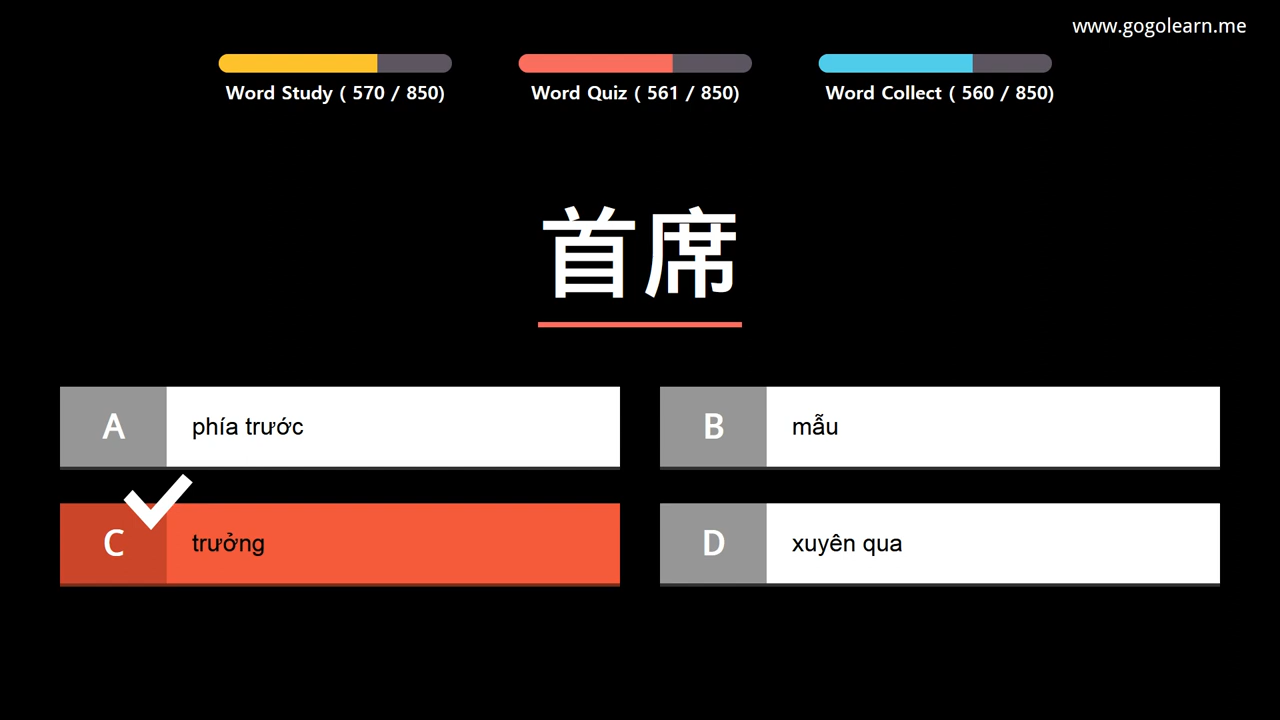 www.gogolearn.me
Word Study ( 570 / 850)
Word Quiz ( 561 / 850)
Word Collect ( 560 / 850)
首席
A phía trước
B mẫu
C trưởng
D xuyên qua